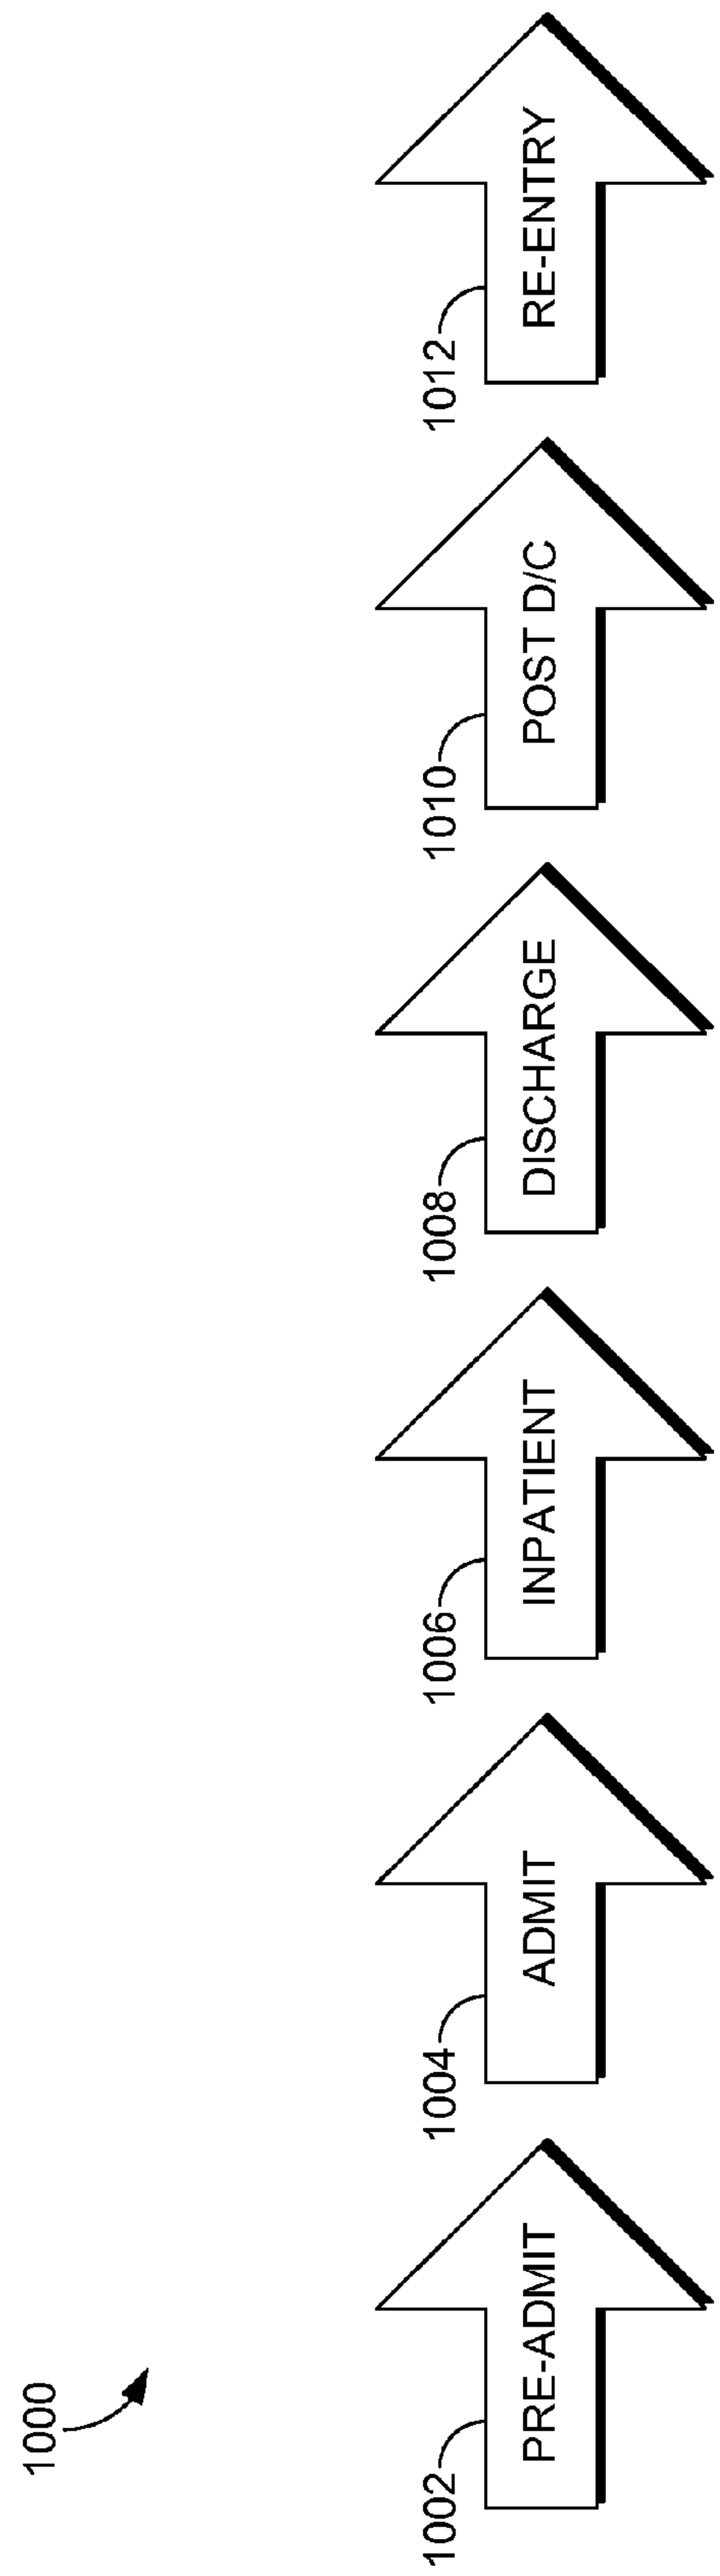 1000
1002
PRE-ADMIT
1004
ADMIT
1006
INPATIENT
1008
DISCHARGE
1010
POST D/C
1012
RE-ENTRY